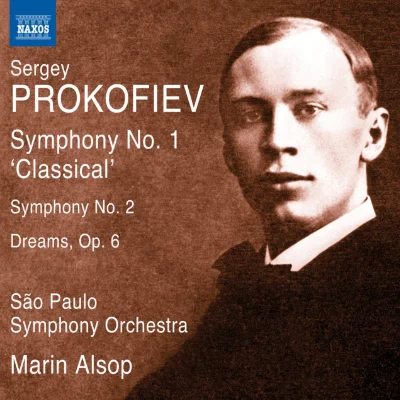 NAXOS
Sergey
PROKOFIEV
Symphony No. 1
‘Classical’
Symphony No. 2
Dreams, Op. 6
São Paulo
Symphony Orchestra
Marin Alsop